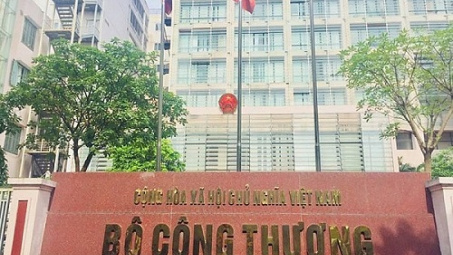 CỘNG HÒA XÃ HỘI CHỦ NGHĨA VIỆT NAM
BỘ CÔNG THƯƠNG